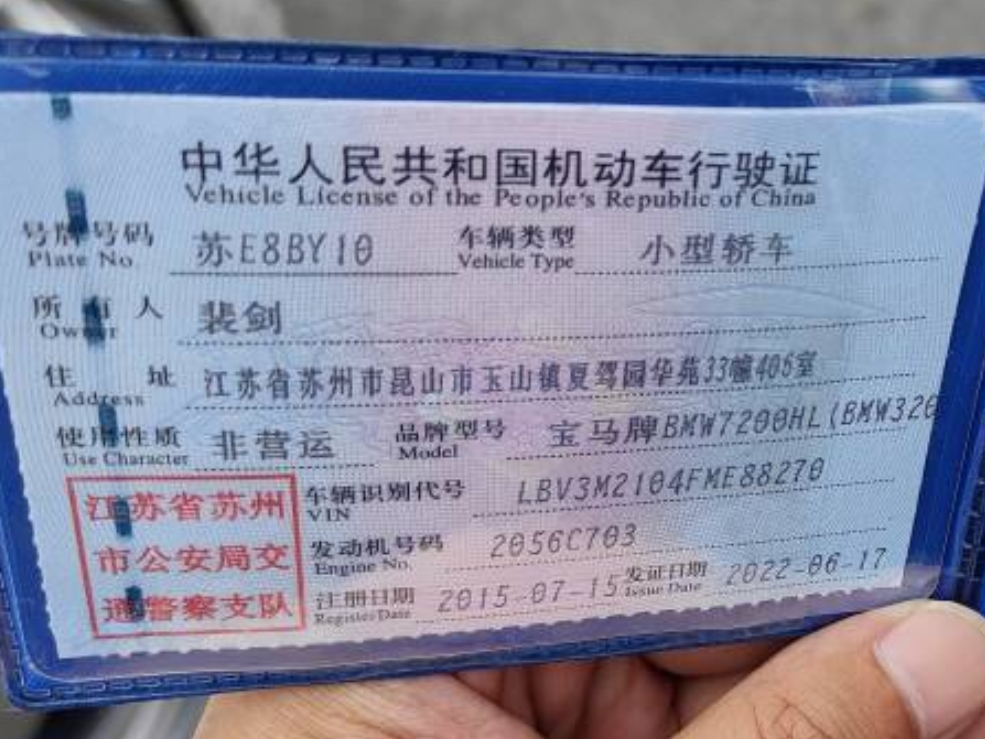 中华人民共和国机动车行驶证
Vehicle License of the People's Republic of China
号牌号码 苏E8BY10 车辆类型 小型轿车
Plate No. Vehicle Type
所有人 裴剑
Owner
住址 江苏省苏州市昆山市玉山镇夏驾园华苑33幢405室
Address
使用性质 非营运 品牌型号 宝马牌BMW7200HL(BMW320
Use Character Model
江苏省苏州 车辆识别代号 LBV3M2104FME88270
VIN
市公安局交 发动机号码 2056C703
Engine No.
通警察支队 注册日期 2015-07-15 发证日期 2022-06-17
Register Date Issue Date